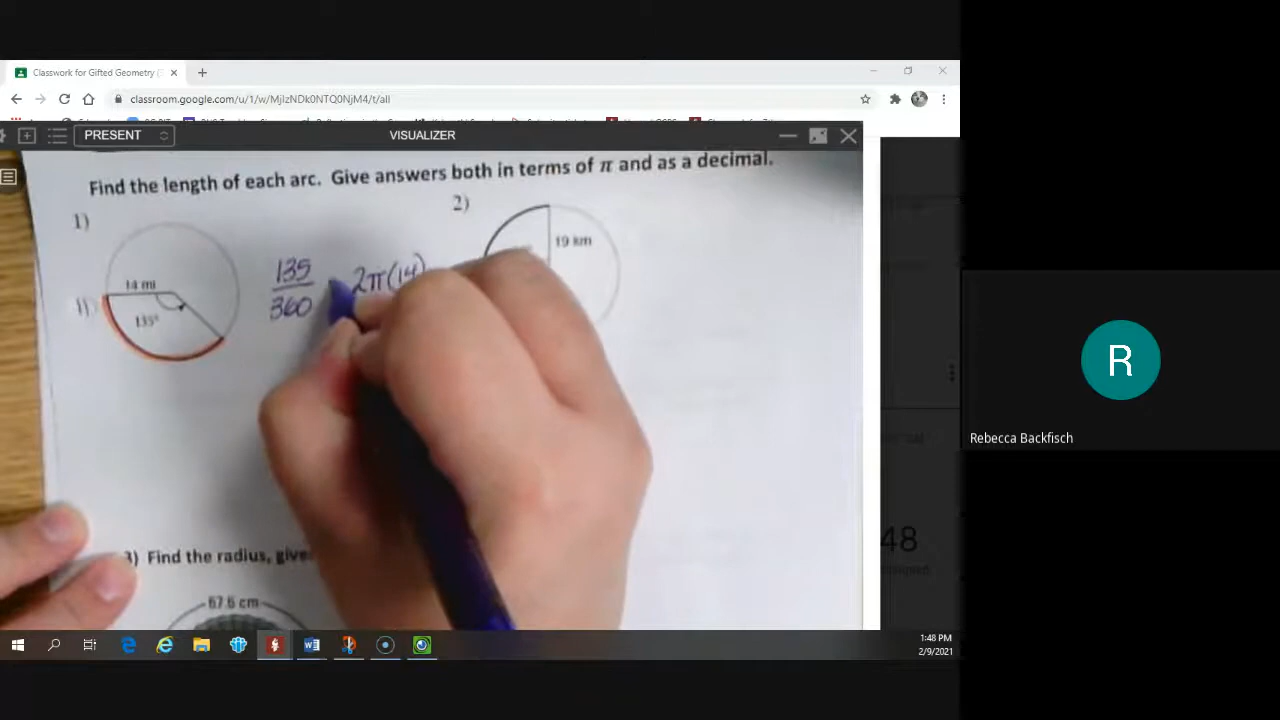 Classwork for Gifted Geometry (
classroom.google.com/u/1/w/MjIzNDk0NTQ0NjM4/t/all
PRESENT
VISUALIZER
Find the length of each arc. Give answers both in terms of π and as a decimal.
1)
2)
14 mi
135°
135
360
2π(14)
19 km
1)
3) Find the radius, give
67.6 cm
48
R
Rebecca Backfisch
1:48 PM
2/9/2021